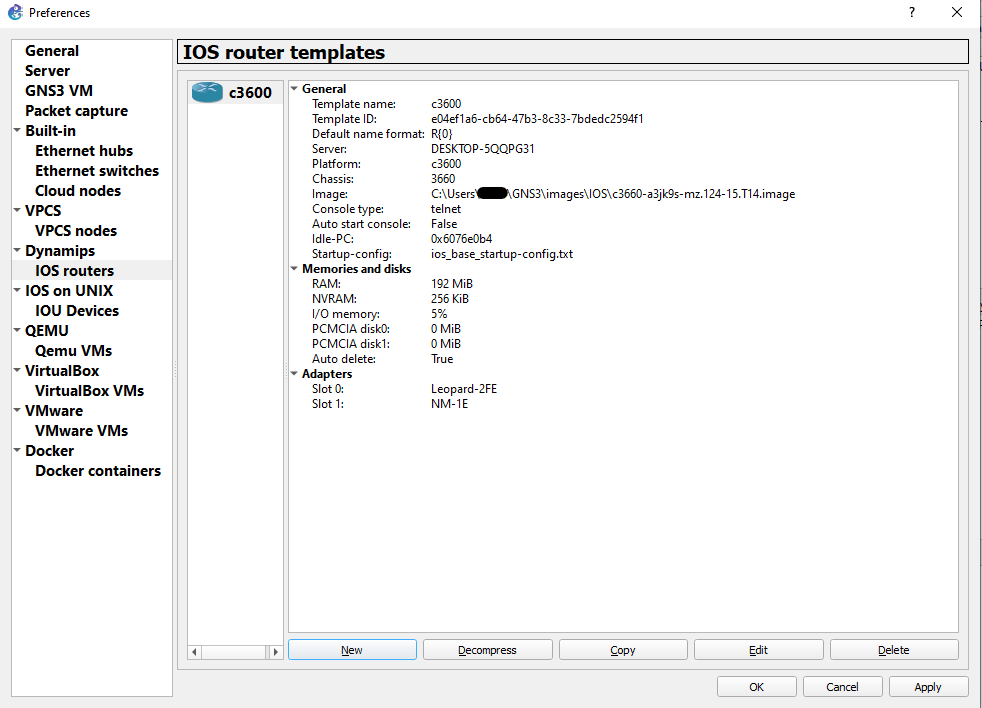 Preferences
?
General
Server
GNS3 VM
Packet capture
Built-in
Ethernet hubs
Ethernet switches
Cloud nodes
VPCS
VPCS nodes
Dynamips
IOS routers
IOS on UNIX
IOU Devices
QEMU
Qemu VMs
VirtualBox
VirtualBox VMs
VMware
VMware VMs
Docker
Docker containers
IOS router templates
c3600
General
Template name: c3600
Template ID: e04ef1a6-cb64-47b3-8c33-7bdedc2594f1
Default name format: R{0}
Server: DESKTOP-5QQPG31
Platform: c3600
Chassis: 3660
Image: C:\Users\ \GNS3\images\IOS\c3660-a3jk9s-mz.124-15.T14.image
Console type: telnet
Auto start console: False
Idle-PC: 0x6076e0b4
Startup-config: ios_base_startup-config.txt
Memories and disks
RAM: 192 MiB
NVRAM: 256 KiB
I/O memory: 5%
PCMCIA disk0: 0 MiB
PCMCIA disk1: 0 MiB
Auto delete: True
Adapters
Slot 0: Leopard-2FE
Slot 1: NM-1E
New Decompress Copy Edit Delete
OK Cancel Apply